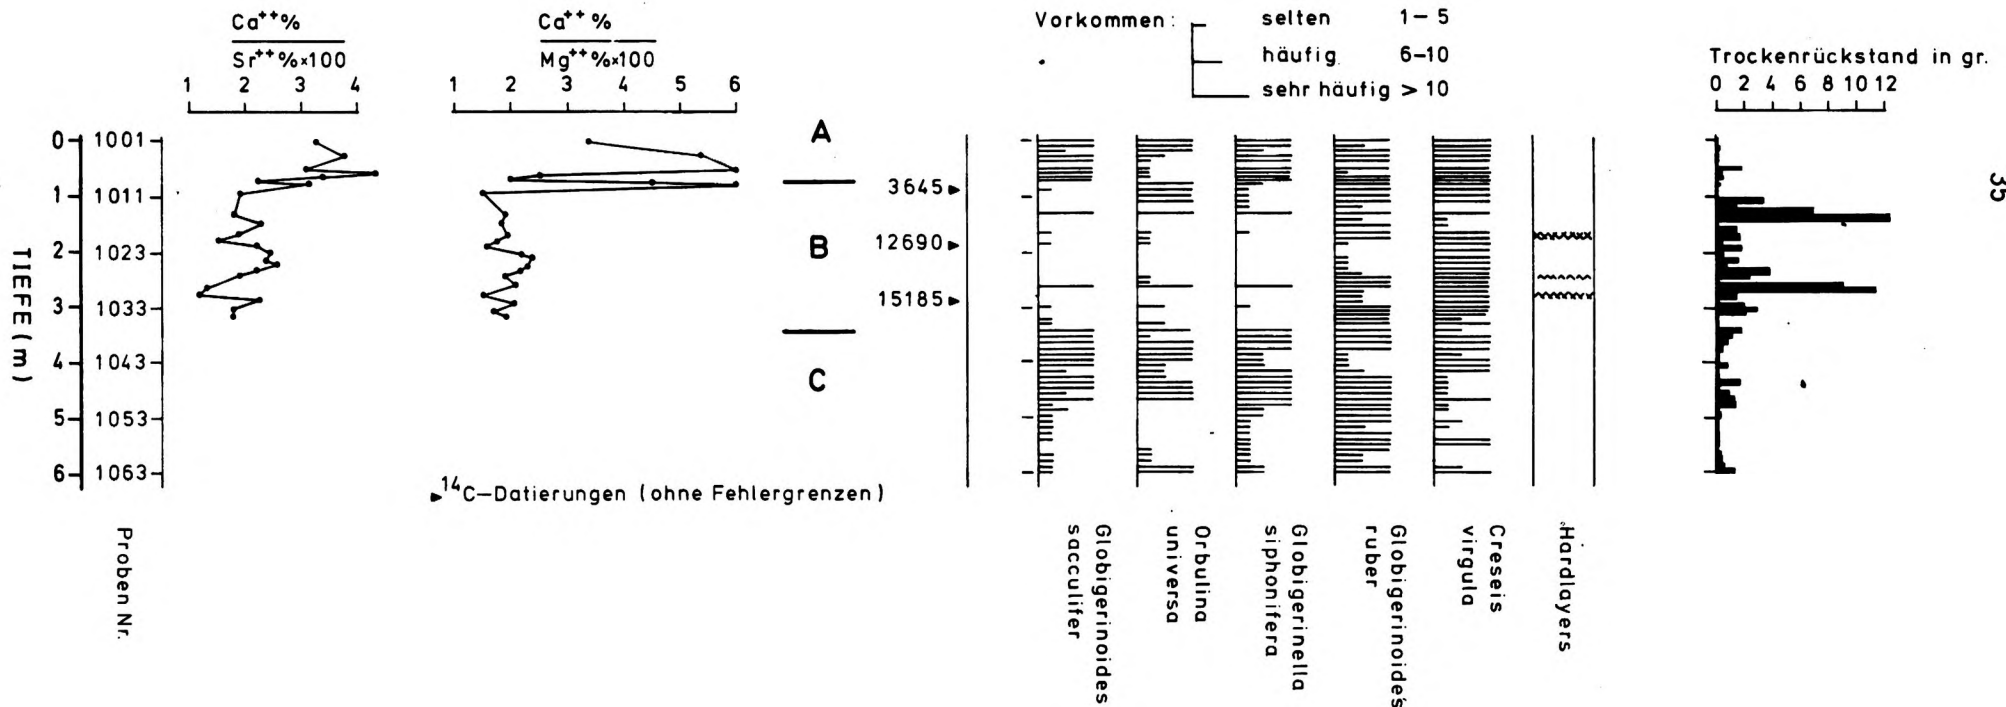 Ca++%
Sr++%×100
1 2 3 4
Ca++%
Mg++%×100
1 2 3 4 5 6
Vorkommen:
selten 1–5
häufig 6–10
sehr häufig > 10
Trockenrückstand in gr.
0 2 4 6 8 10 12
35
TIEFE (m)
0 1001
1 1011
2 1023
3 1033
4 1043
5 1053
6 1063
Proben Nr.
A
B
C
3645
12690
15185
14C–Datierungen (ohne Fehlergrenzen)
Globigerinoides
sacculifer
Orbulina
universa
Globigerinella
siphonifera
Globigerinoides
ruber
Creseis
virgula
Hardlayers